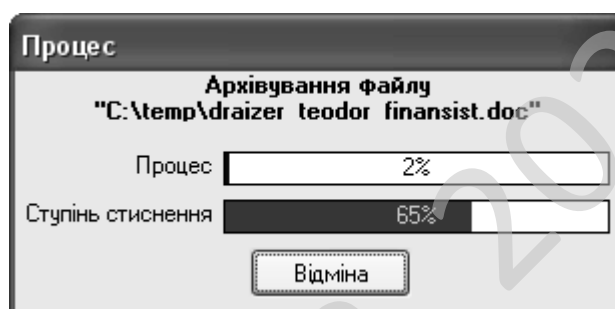 Процес
Архівування файлу
"C:\temp\draizer teodor finansist.doc"
Процес 2%
Ступінь стиснення 65%
Відміна